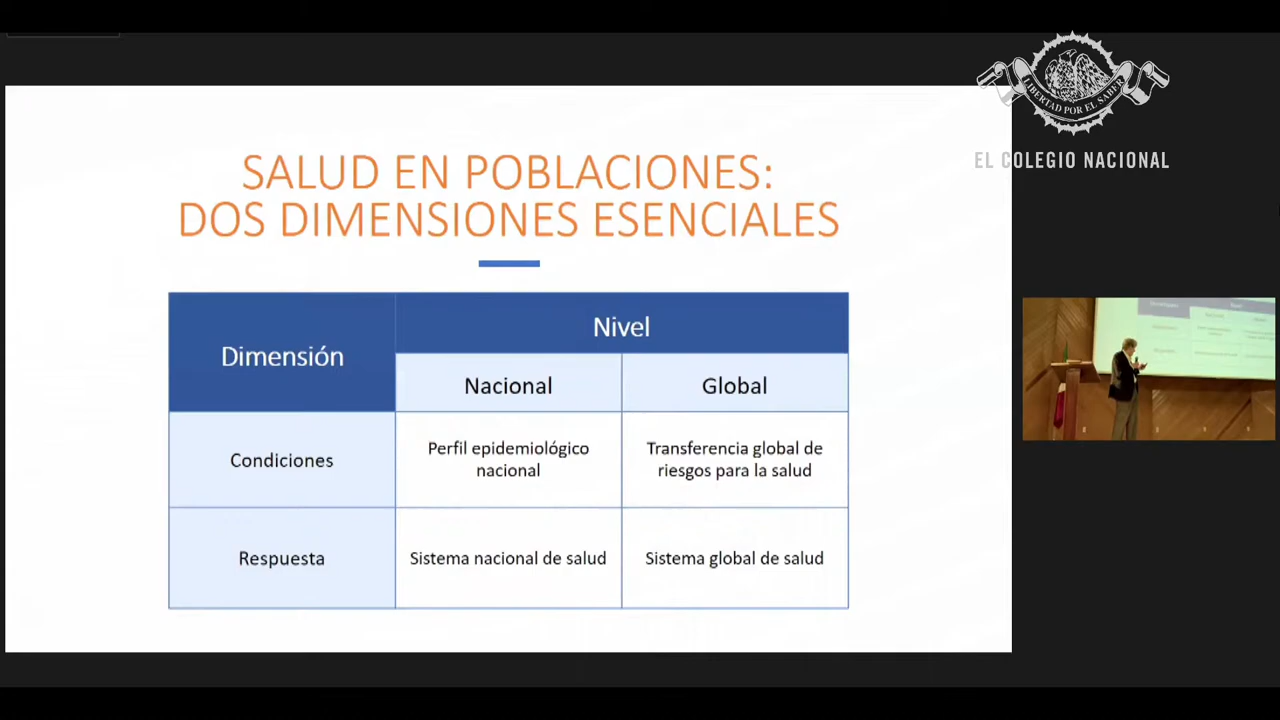 LIBERTAD POR EL SABER
EL COLEGIO NACIONAL
SALUD EN POBLACIONES:
DOS DIMENSIONES ESENCIALES
Dimensión
Nivel
Nacional
Global
Condiciones
Perfil epidemiológico
nacional
Transferencia global de
riesgos para la salud
Respuesta
Sistema nacional de salud
Sistema global de salud